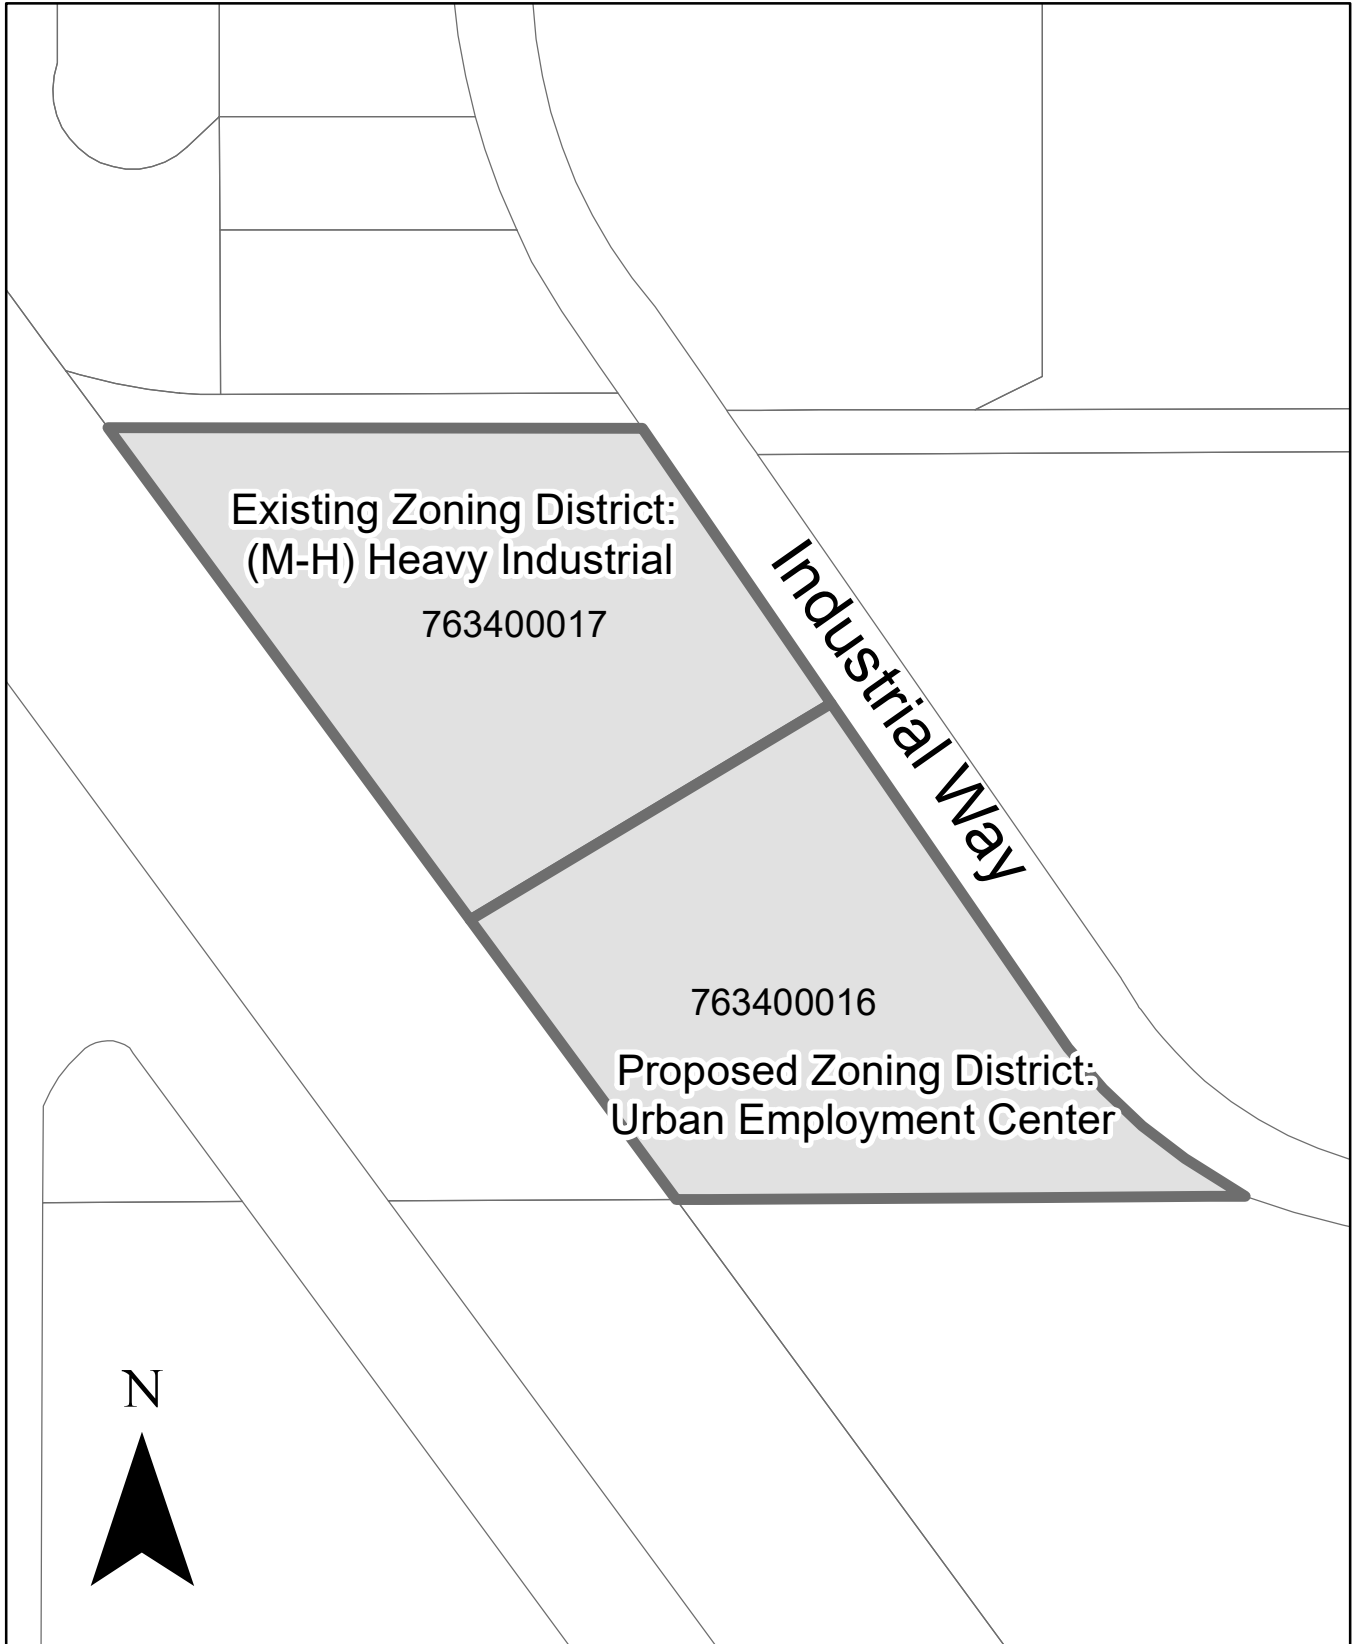 Existing Zoning District:
(M-H) Heavy Industrial
763400017
Industrial Way
763400016
Proposed Zoning District:
Urban Employment Center
N